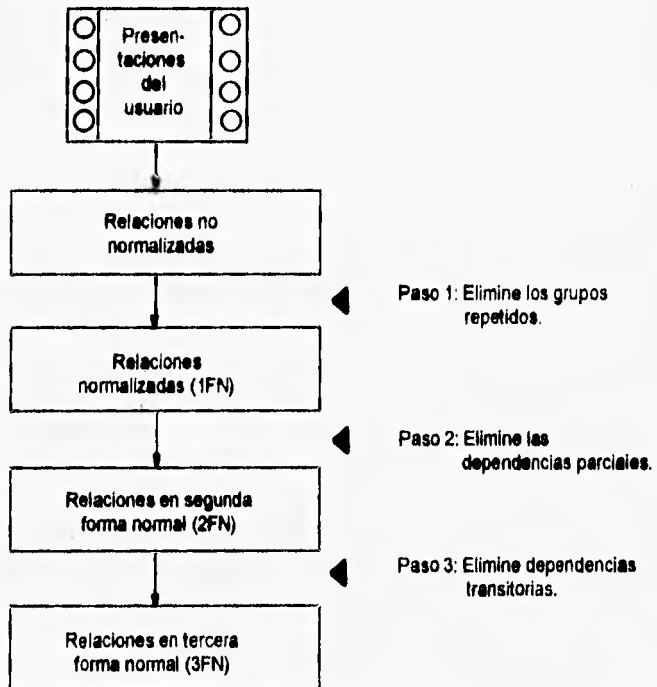 Presen-
taciones
del
usuario
Relaciones no
normalizadas
Paso 1: Elimine los grupos
repetidos.
Relaciones
normalizadas (1FN)
Paso 2: Elimine las
dependencias parciales.
Relaciones en segunda
forma normal (2FN)
Paso 3: Elimine dependencias
transitorias.
Relaciones en tercera
forma normal (3FN)